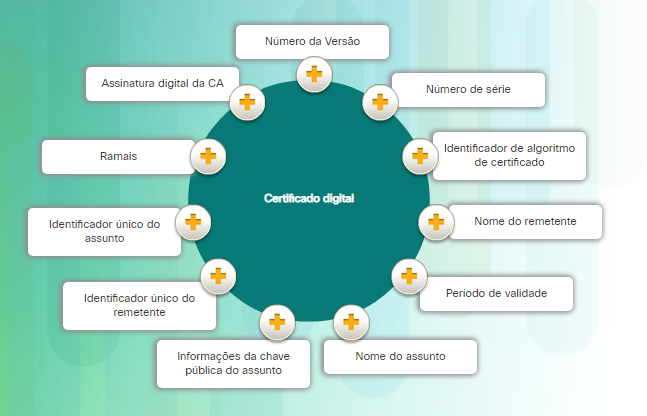 Número da Versão
Número de série
Identificador de algoritmo
de certificado
Nome do remetente
Período de validade
Nome do assunto
Informações da chave
pública do assunto
Identificador único do
remetente
Identificador único do
assunto
Ramais
Assinatura digital da CA
Certificado digital